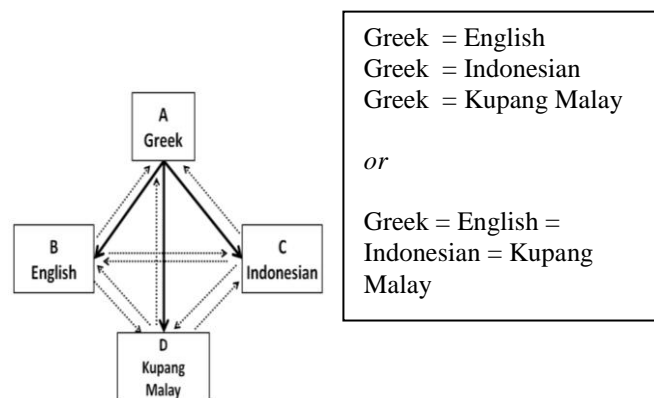 A
Greek
B
English
C
Indonesian
D
Kupang
Malay
Greek = English
Greek = Indonesian
Greek = Kupang Malay
or
Greek = English =
Indonesian = Kupang
Malay